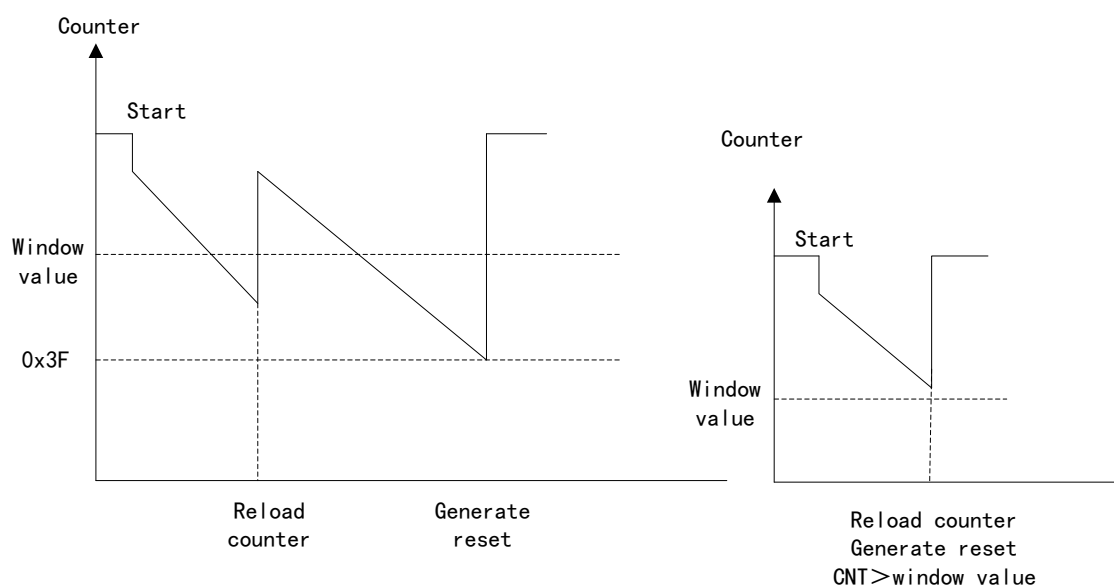 Counter
Start
Window
value
0x3F
Reload
counter
Generate
reset
Counter
Start
Window
value
Reload counter
Generate reset
CNT＞window value